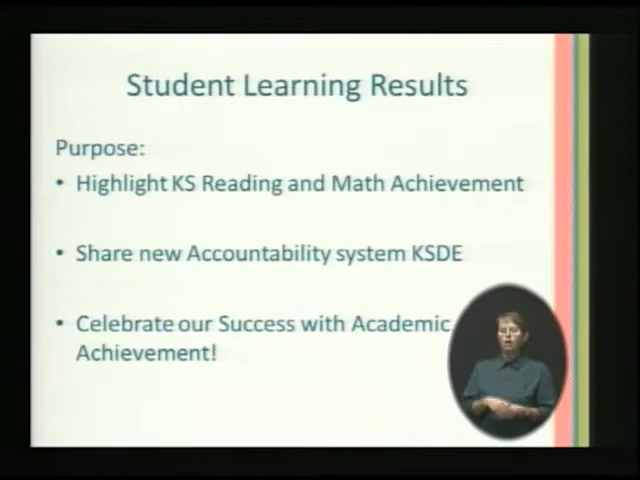 Student Learning Results
Purpose:
• Highlight KS Reading and Math Achievement
• Share new Accountability system KSDE
• Celebrate our Success with Academic
Achievement!